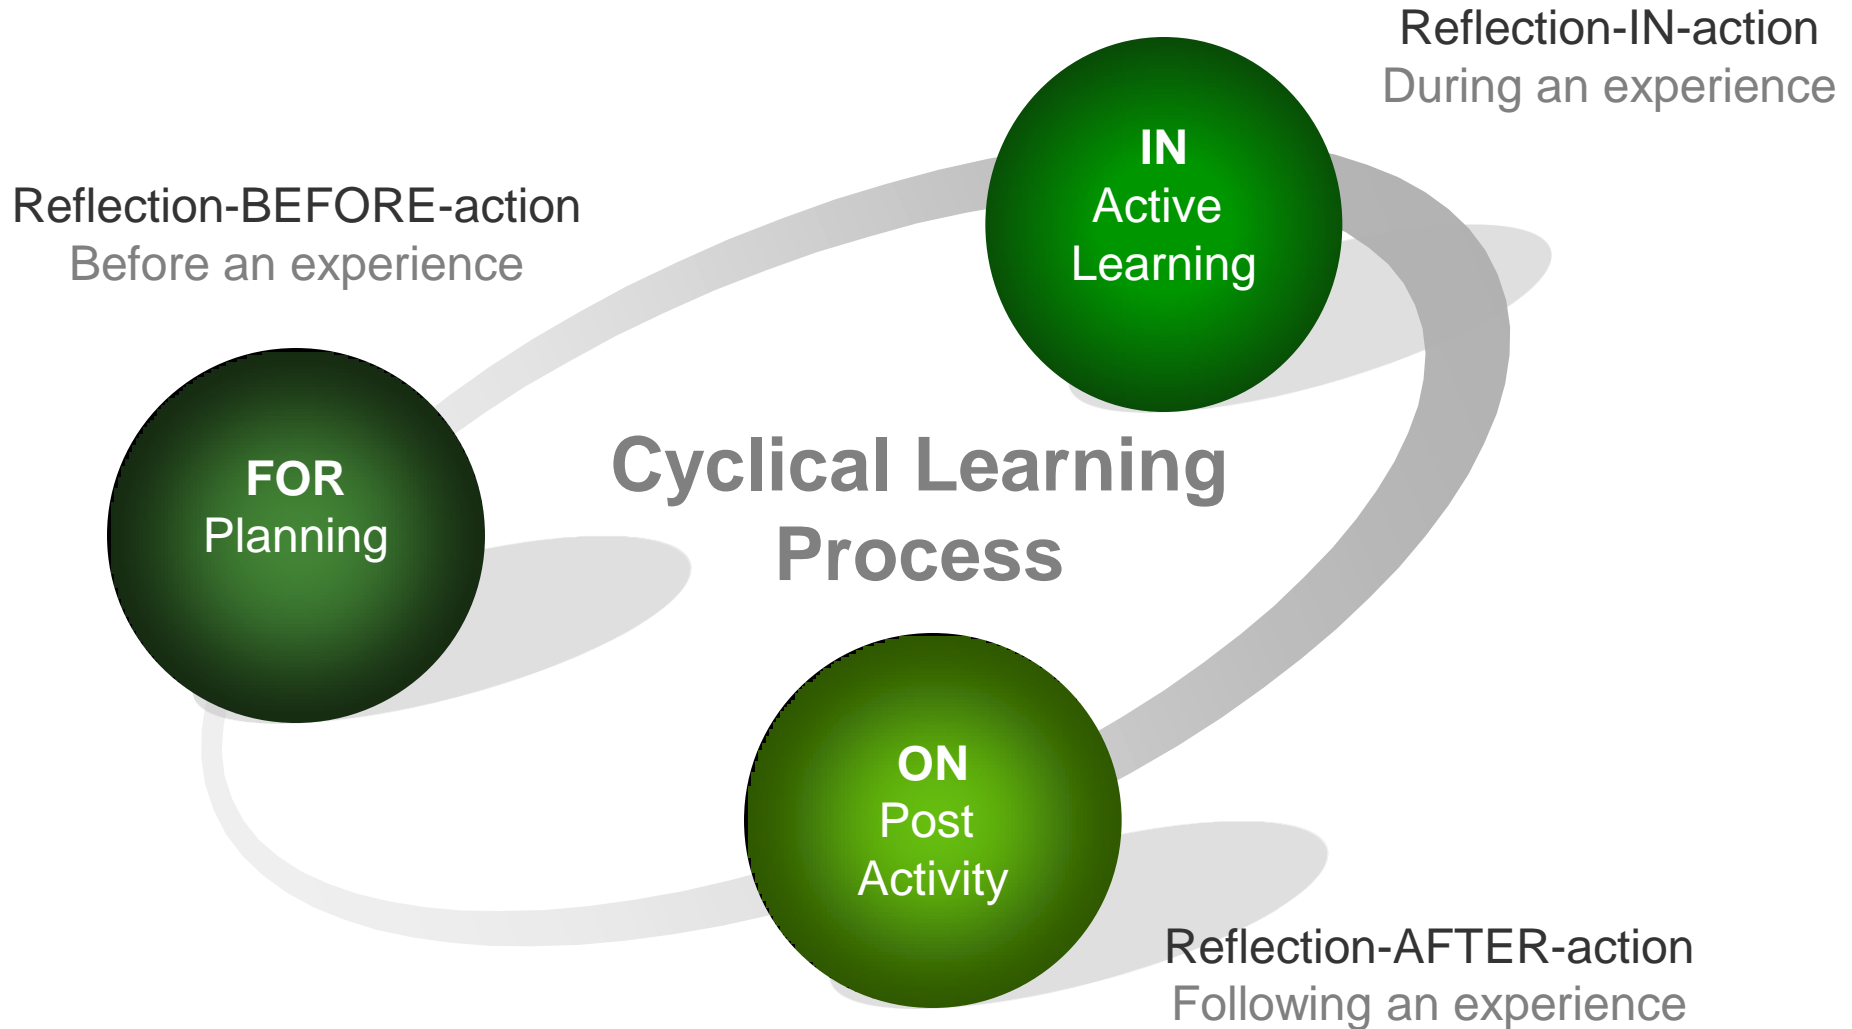 Reflection-IN-action
During an experience
IN
Active
Learning
Reflection-BEFORE-action
Before an experience
FOR
Planning
Cyclical Learning
Process
ON
Post
Activity
Reflection-AFTER-action
Following an experience